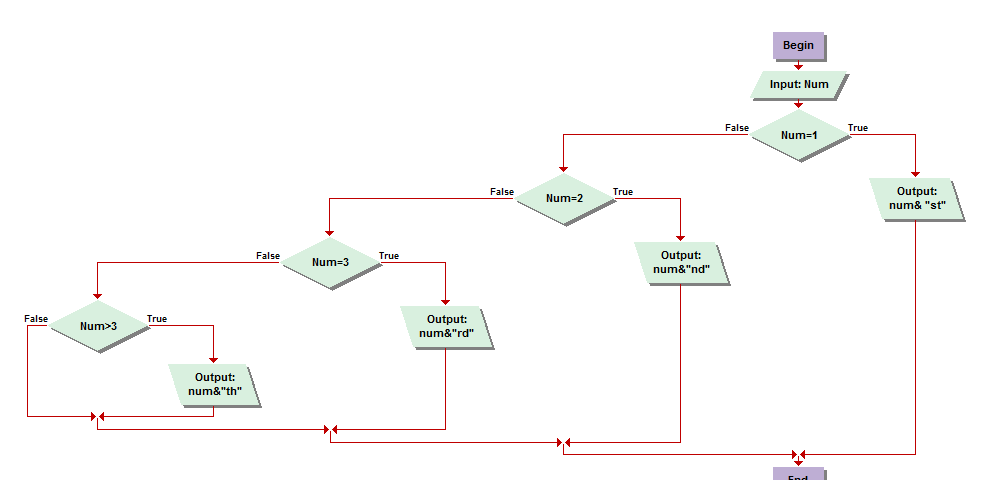 Begin
Input: Num
Num=1
False
True
Output:
num& "st"
Num=2
False
True
Output:
num&"nd"
Num=3
False
True
Output:
num&"rd"
Num>3
False
True
Output:
num&"th"
End